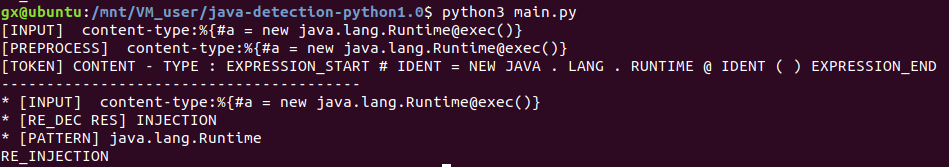 gx@ubuntu:/mnt/VM_user/java-detection-python1.0$ python3 main.py
[INPUT]  content-type:%{#a = new java.lang.Runtime@exec()}
[PREPROCESS]  content-type:%{#a = new java.lang.Runtime@exec()}
[TOKEN] CONTENT - TYPE : EXPRESSION_START # IDENT = NEW JAVA . LANG . RUNTIME @ IDENT ( ) EXPRESSION_END
----------------------------------------
* [INPUT]  content-type:%{#a = new java.lang.Runtime@exec()}
* [RE_DEC RES] INJECTION
* [PATTERN] java.lang.Runtime
RE_INJECTION